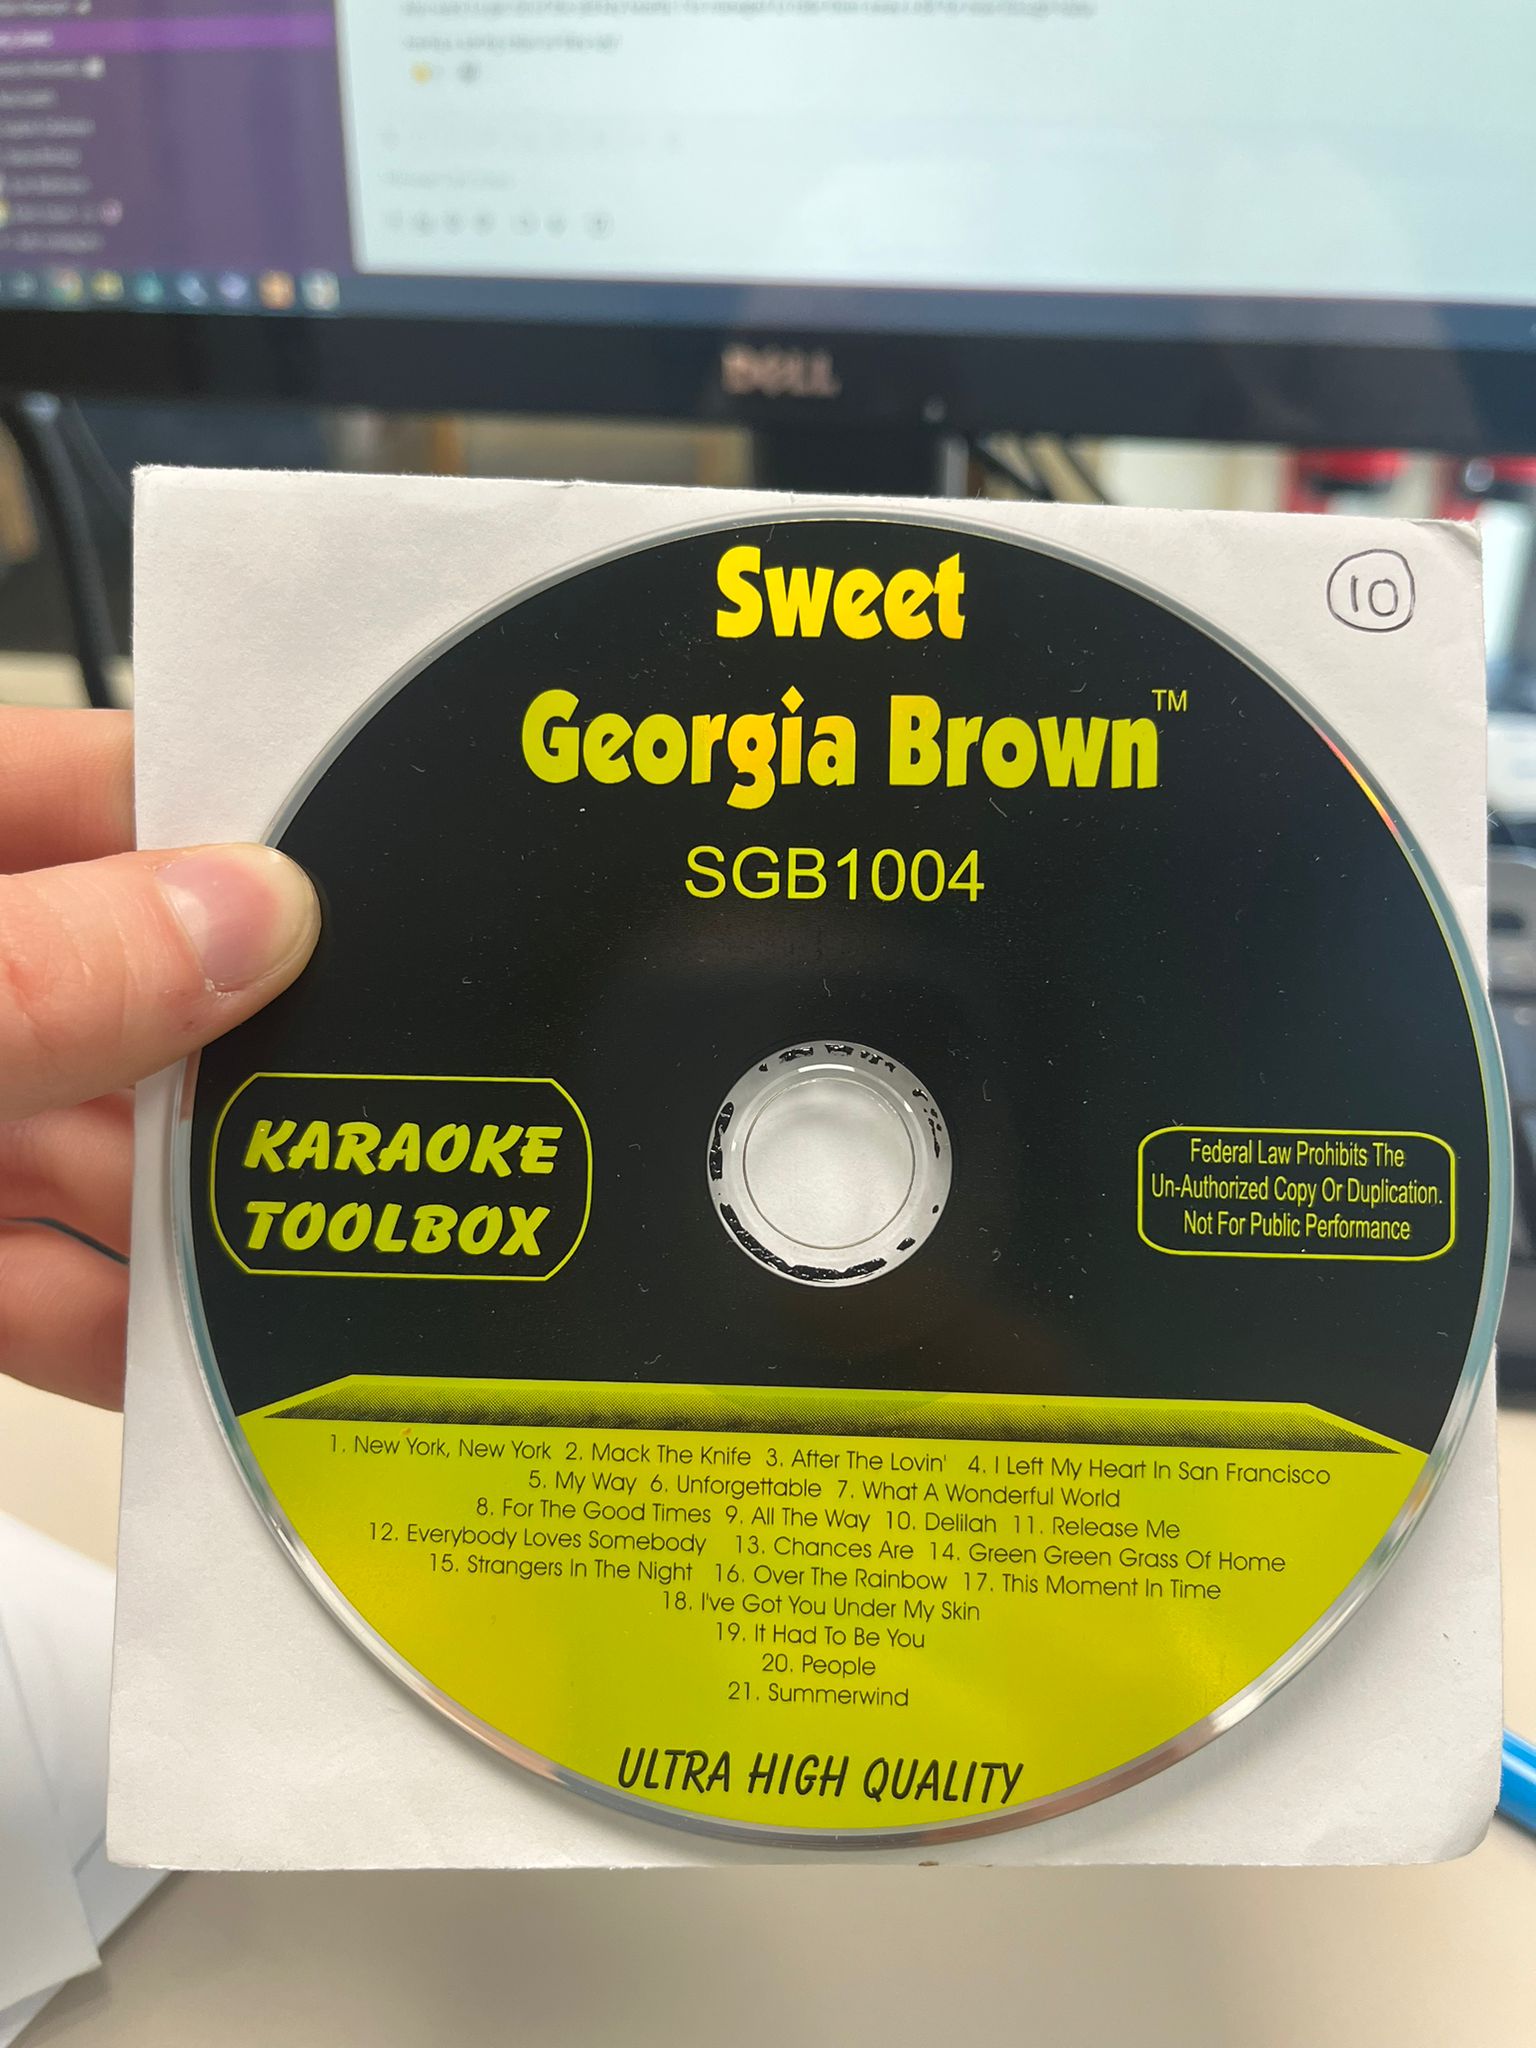 DELL
10
Sweet
Georgia Brown™
SGB1004
KARAOKE
TOOLBOX
Federal Law Prohibits The
Un-Authorized Copy Or Duplication.
Not For Public Performance
1. New York, New York 2. Mack The Knife 3. After The Lovin' 4. I Left My Heart In San Francisco
5. My Way 6. Unforgettable 7. What A Wonderful World
8. For The Good Times 9. All The Way 10. Delilah 11. Release Me
12. Everybody Loves Somebody 13. Chances Are 14. Green Green Grass Of Home
15. Strangers In The Night 16. Over The Rainbow 17. This Moment In Time
18. I've Got You Under My Skin
19. It Had To Be You
20. People
21. Summerwind
ULTRA HIGH QUALITY